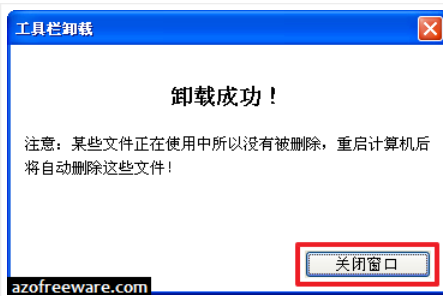 工具栏卸载
卸载成功！
注意：某些文件正在使用中所以没有被删除，重启计算机后
将自动删除这些文件！
关闭窗口
azofreeware.com